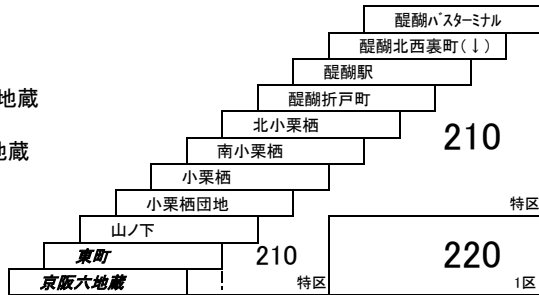 醍醐バスターミナル
醍醐北西裏町(↓)
醍醐駅
地蔵
醍醐折戸町
北小栗栖
210
地蔵
南小栗栖
小栗栖
小栗栖団地
特区
山ノ下
東町
210
220
京阪六地蔵
特区
1区